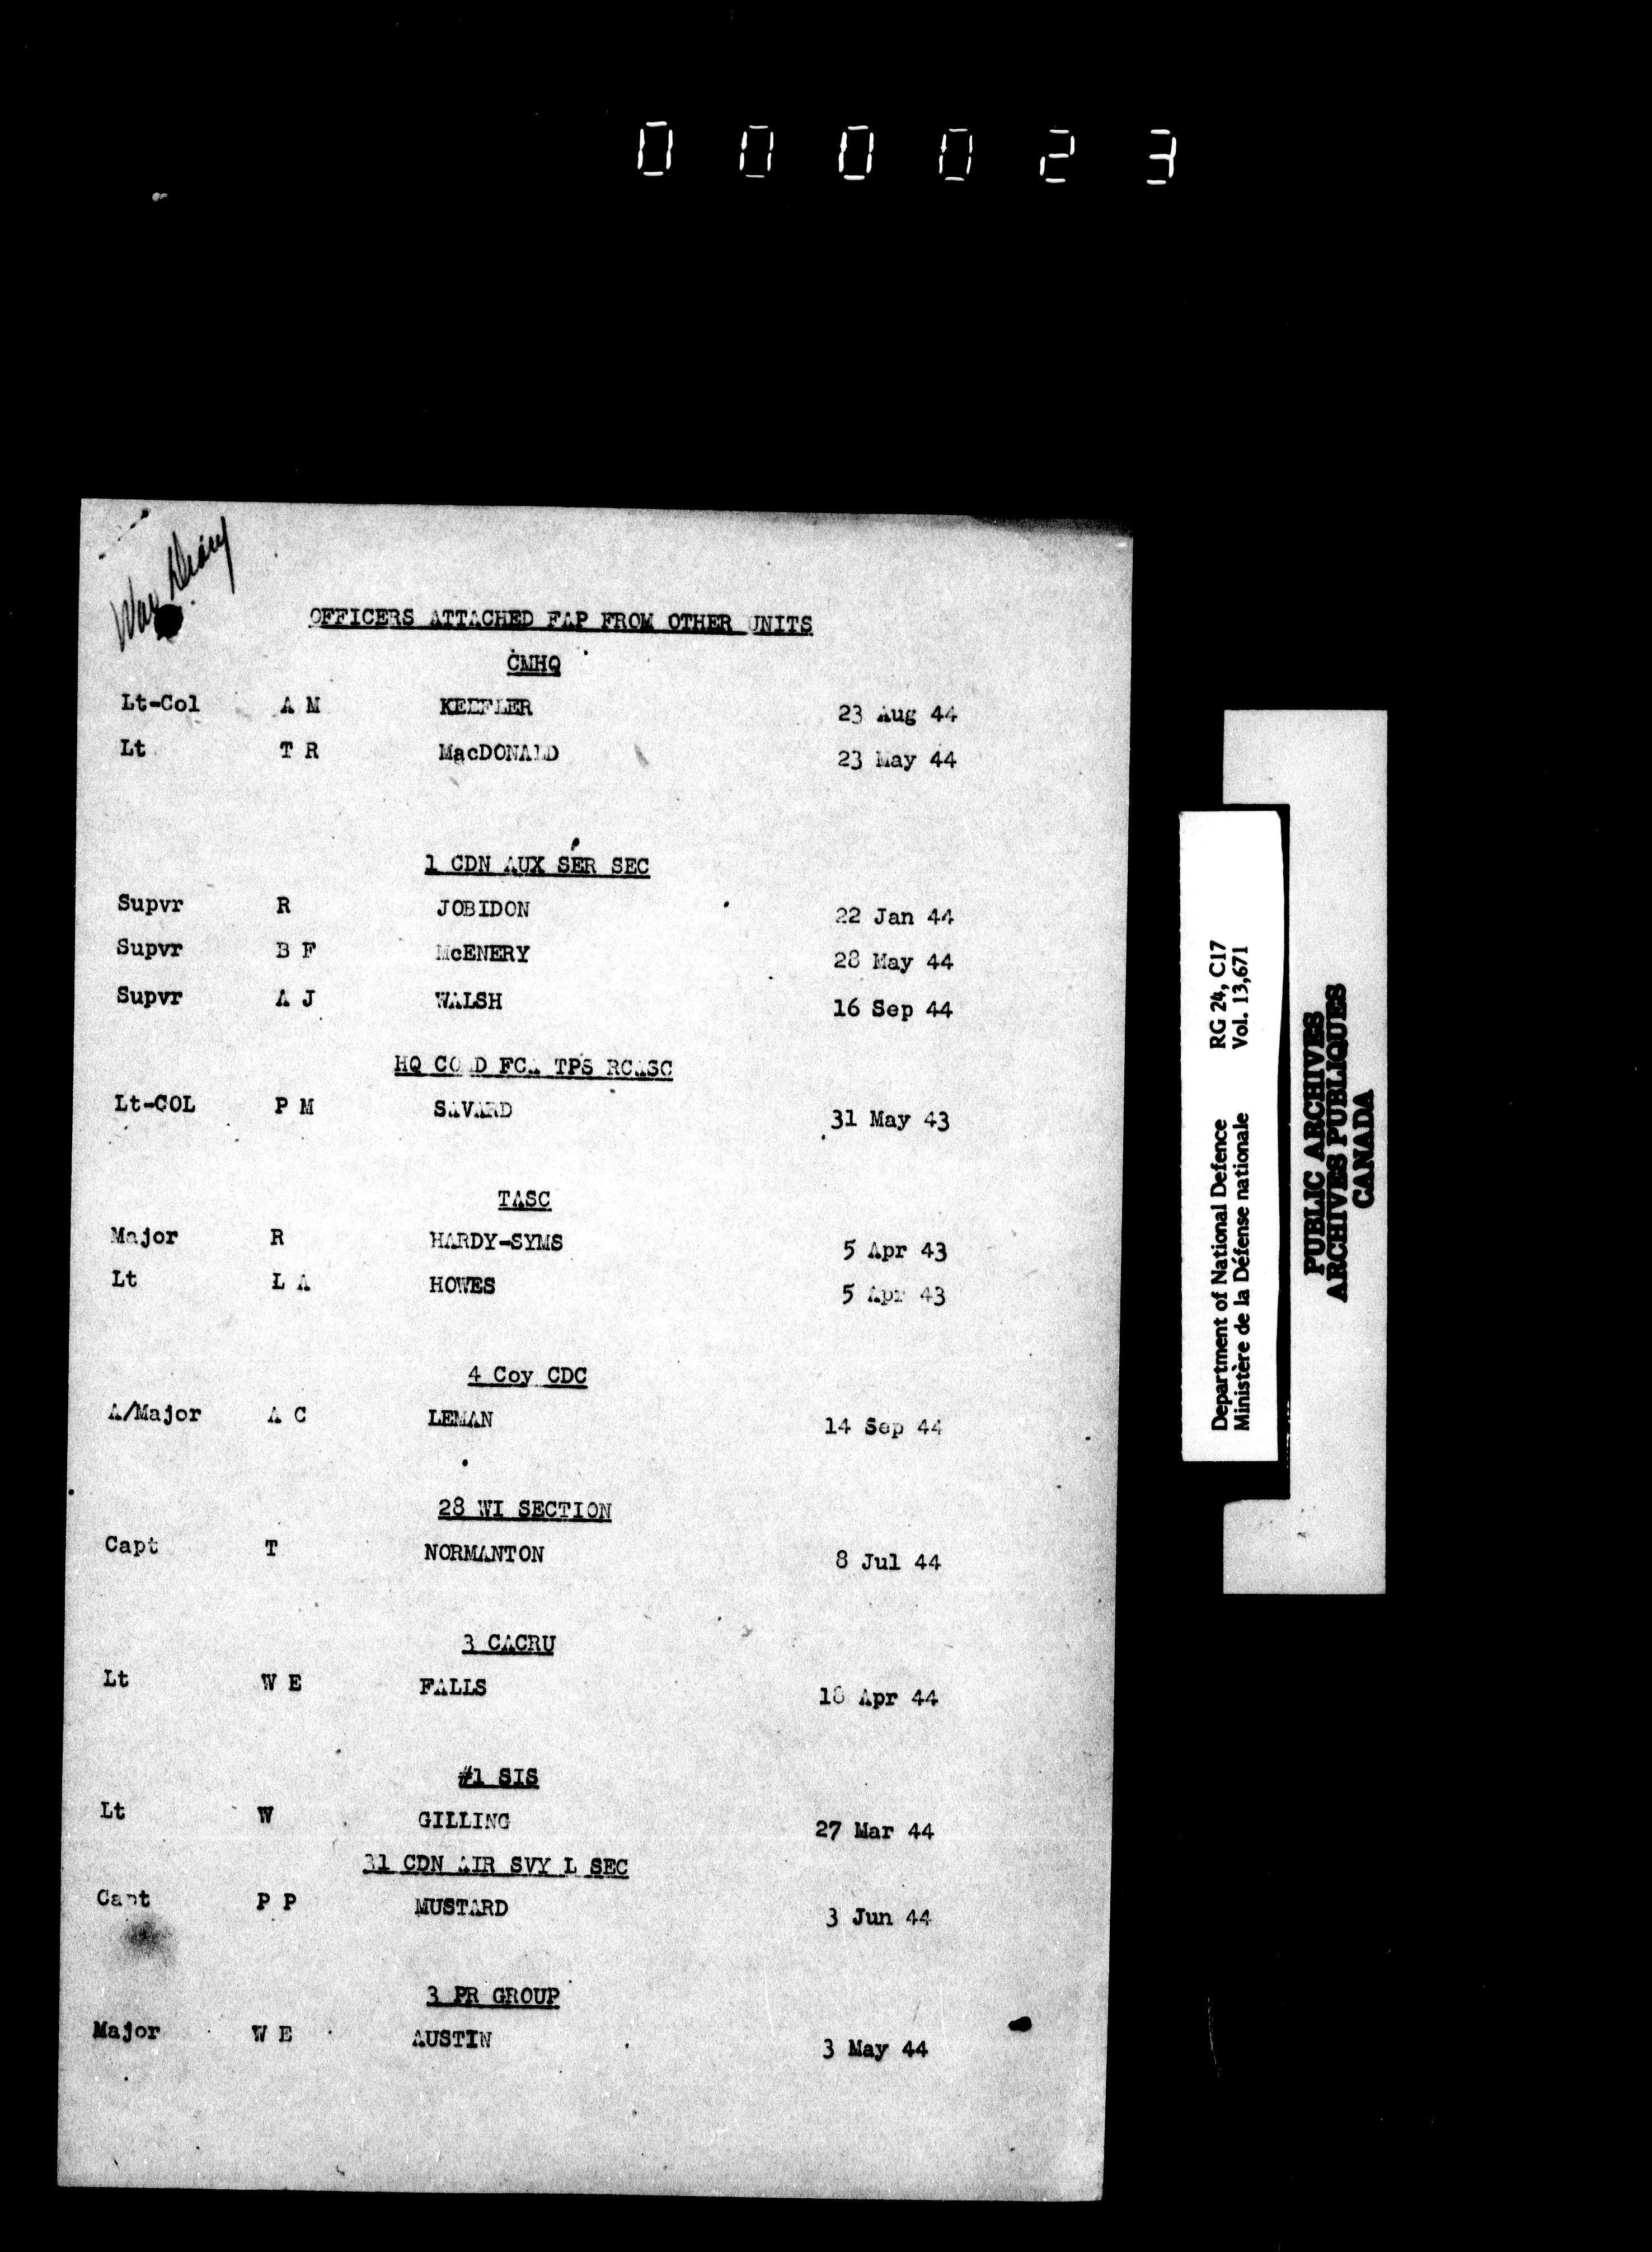 000023
War Diary
OFFICERS ATTACHED FAP FROM OTHER UNITS
CMHQ
Lt-Col A M KEEFLER 23 Aug 44
Lt T R MacDONALD 23 May 44
1 CDN AUX SER SEC
Supvr R JOBIDON 22 Jan 44
Supvr B F McENERY 28 May 44
Supvr A J WALSH 16 Sep 44
HQ TPS RCASC
Lt-COL P M SAVARD 31 May 43
TASC
Major R HARDY-SYMS 5 Apr 43
Lt L A HOWES 5 Apr 43
4 Coy CDC
A/Major A C LEMAN 14 Sep 44
28 WI SECTION
Capt T NORMANTON 8 Jul 44
3 CACRU
Lt W E FALLS 18 Apr 44
#1 SIS
Lt W GILLING 27 Mar 44
31 CDN AIR SVY L SEC
Capt P P MUSTARD 3 Jun 44
3 PR GROUP
Major W E AUSTIN 3 May 44
Department of National Defence RG 24, C17
Ministère de la Défense nationale Vol. 13,671
PUBLIC ARCHIVES
ARCHIVES PUBLIQUES
CANADA